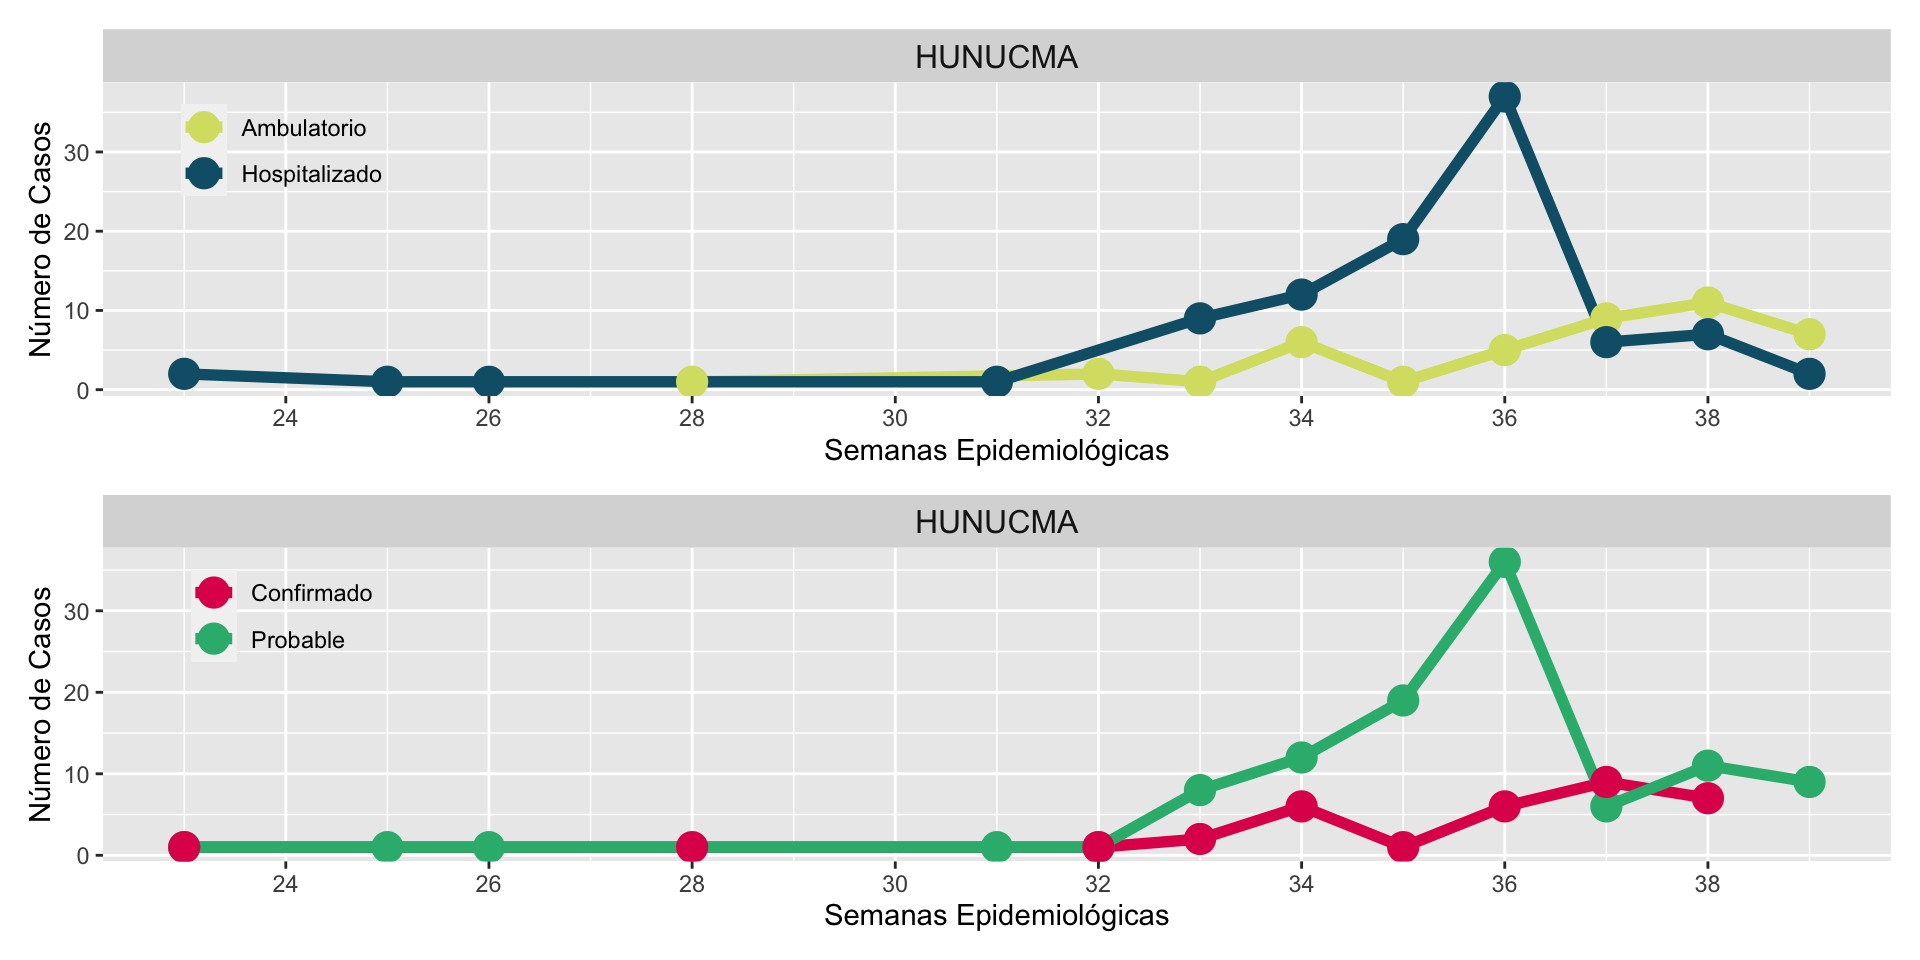 HUNUCMA
Número de Casos
Ambulatorio
Hospitalizado
30
20
10
0
24 26 28 30 32 34 36 38
Semanas Epidemiológicas
HUNUCMA
Número de Casos
Confirmado
Probable
30
20
10
0
24 26 28 30 32 34 36 38
Semanas Epidemiológicas